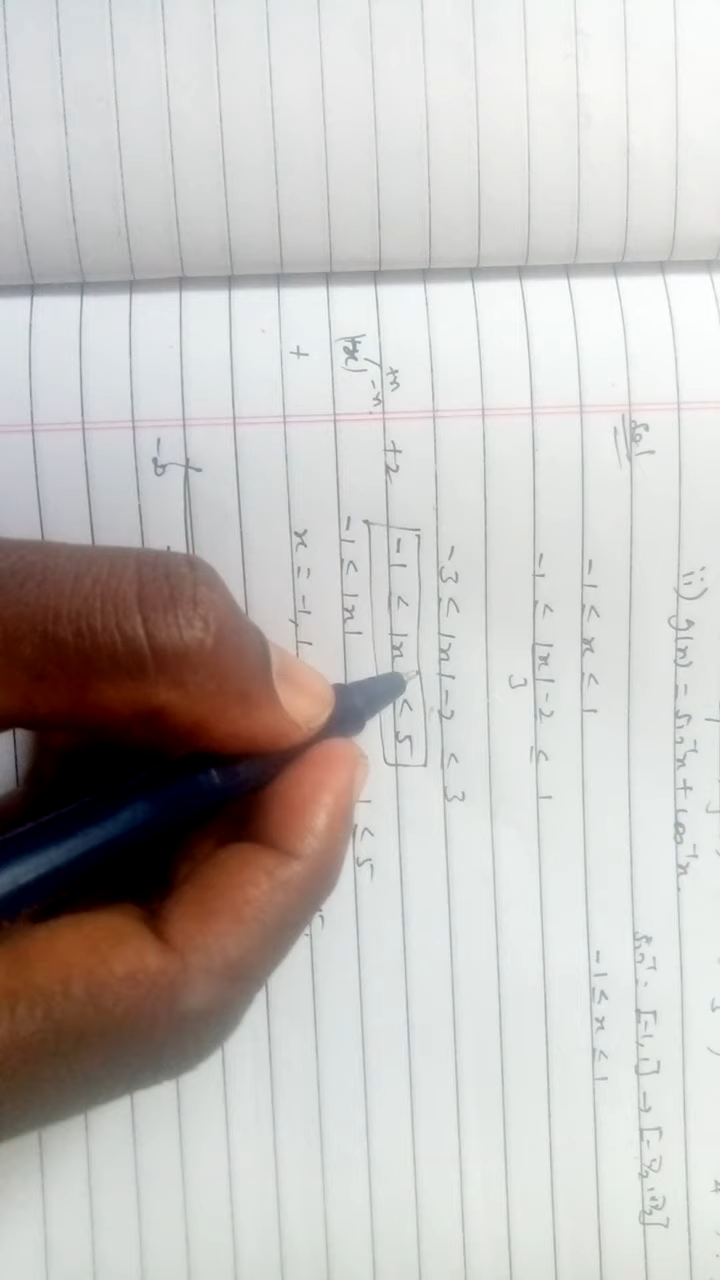 ii) g(x) = sin⁻¹x + cos⁻¹x.
Sol
sin⁻¹: [-1, 1] → [-π/2, π/2]
-1 ≤ x ≤ 1
-1 ≤ x ≤ 1
-1 ≤ |x| - 2 / 3 ≤ 1
-3 ≤ |x| - 2 ≤ 3
+2 -1 ≤ |x ≤ 5
+x
-x
-1 ≤ |x| ≤ 5
+ x = -1, 1